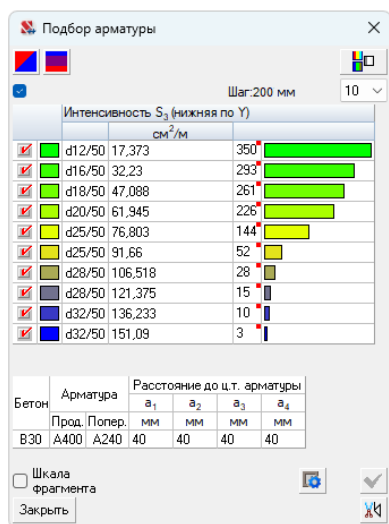 Подбор арматуры
Шаг:200 мм 10
Интенсивность S3 (нижняя по Y)
см²/м
d12/50 17,373 350
d16/50 32,23 293
d18/50 47,088 261
d20/50 61,945 226
d25/50 76,803 144
d25/50 91,66 52
d28/50 106,518 28
d28/50 121,375 15
d32/50 136,233 10
d32/50 151,09 3
Бетон Арматура Расстояние до ц.т. арматуры
a1 a2 a3 a4
Прод. Попер. мм мм мм мм
B30 A400 A240 40 40 40 40
Шкала
фрагмента
Закрыть